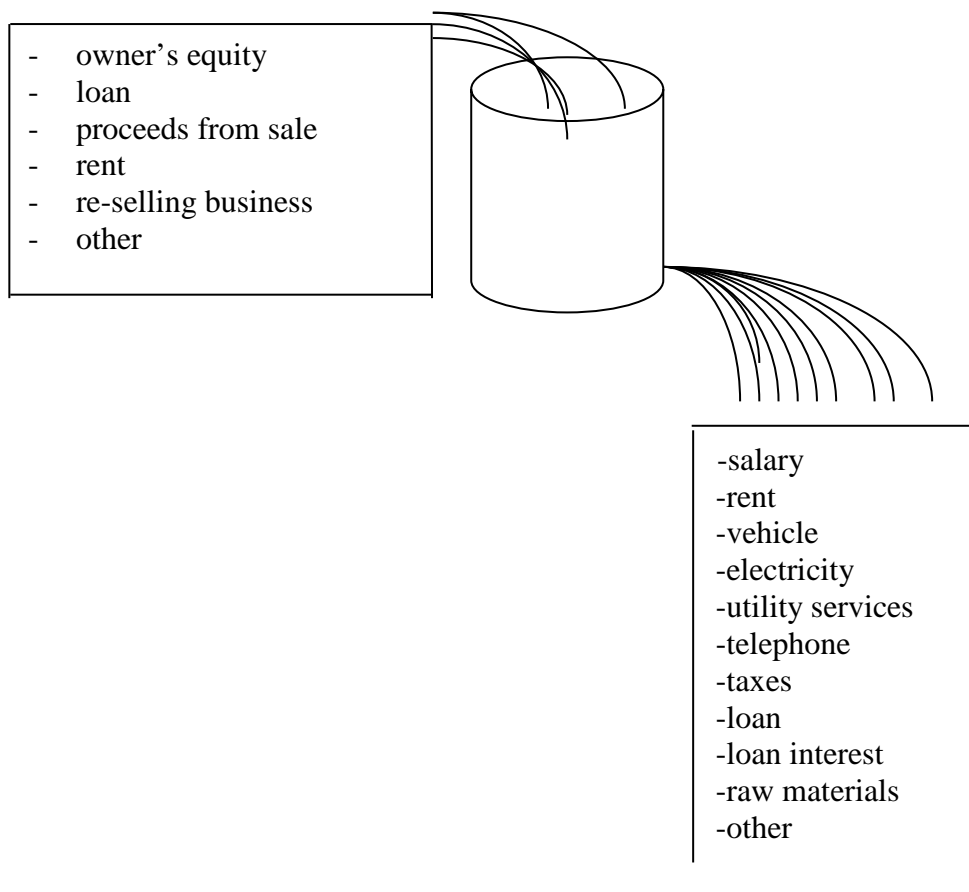 - owner’s equity
- loan
- proceeds from sale
- rent
- re-selling business
- other
-salary
-rent
-vehicle
-electricity
-utility services
-telephone
-taxes
-loan
-loan interest
-raw materials
-other